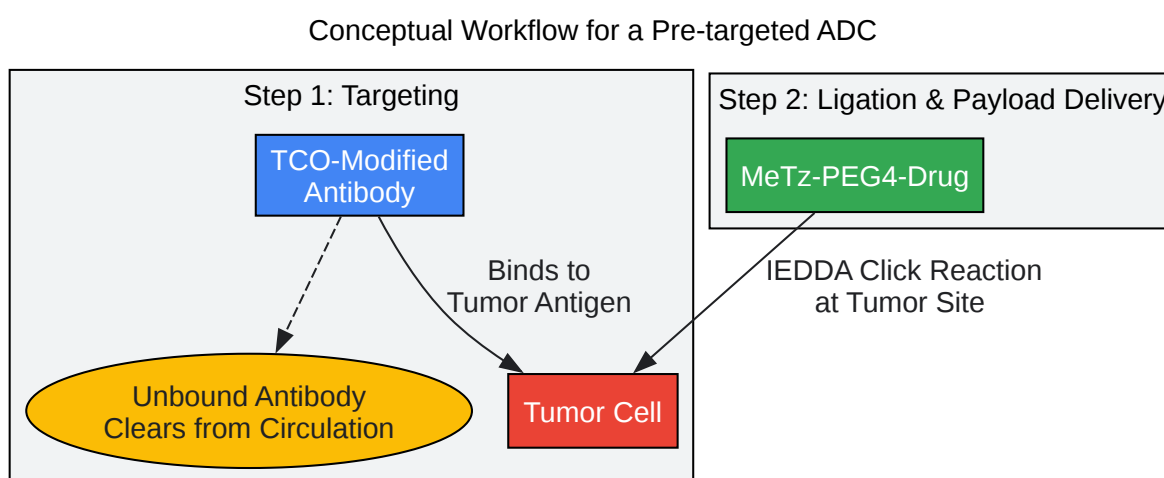 Conceptual Workflow for a Pre-targeted ADC
Step 1: Targeting
TCO-Modified
Antibody
Binds to
Tumor Antigen
Unbound Antibody
Clears from Circulation
Tumor Cell
Step 2: Ligation & Payload Delivery
MeTz-PEG4-Drug
IEDDA Click Reaction
at Tumor Site